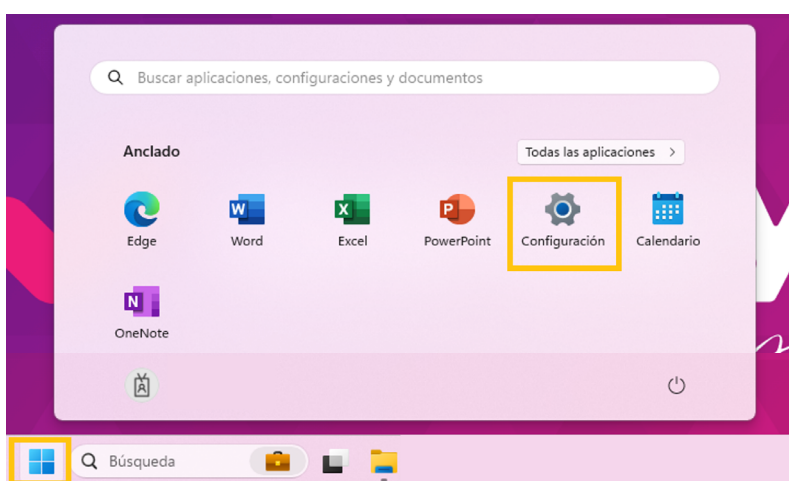 Buscar aplicaciones, configuraciones y documentos
Anclado
Todas las aplicaciones
Edge
Word
Excel
PowerPoint
Configuración
Calendario
OneNote
Búsqueda